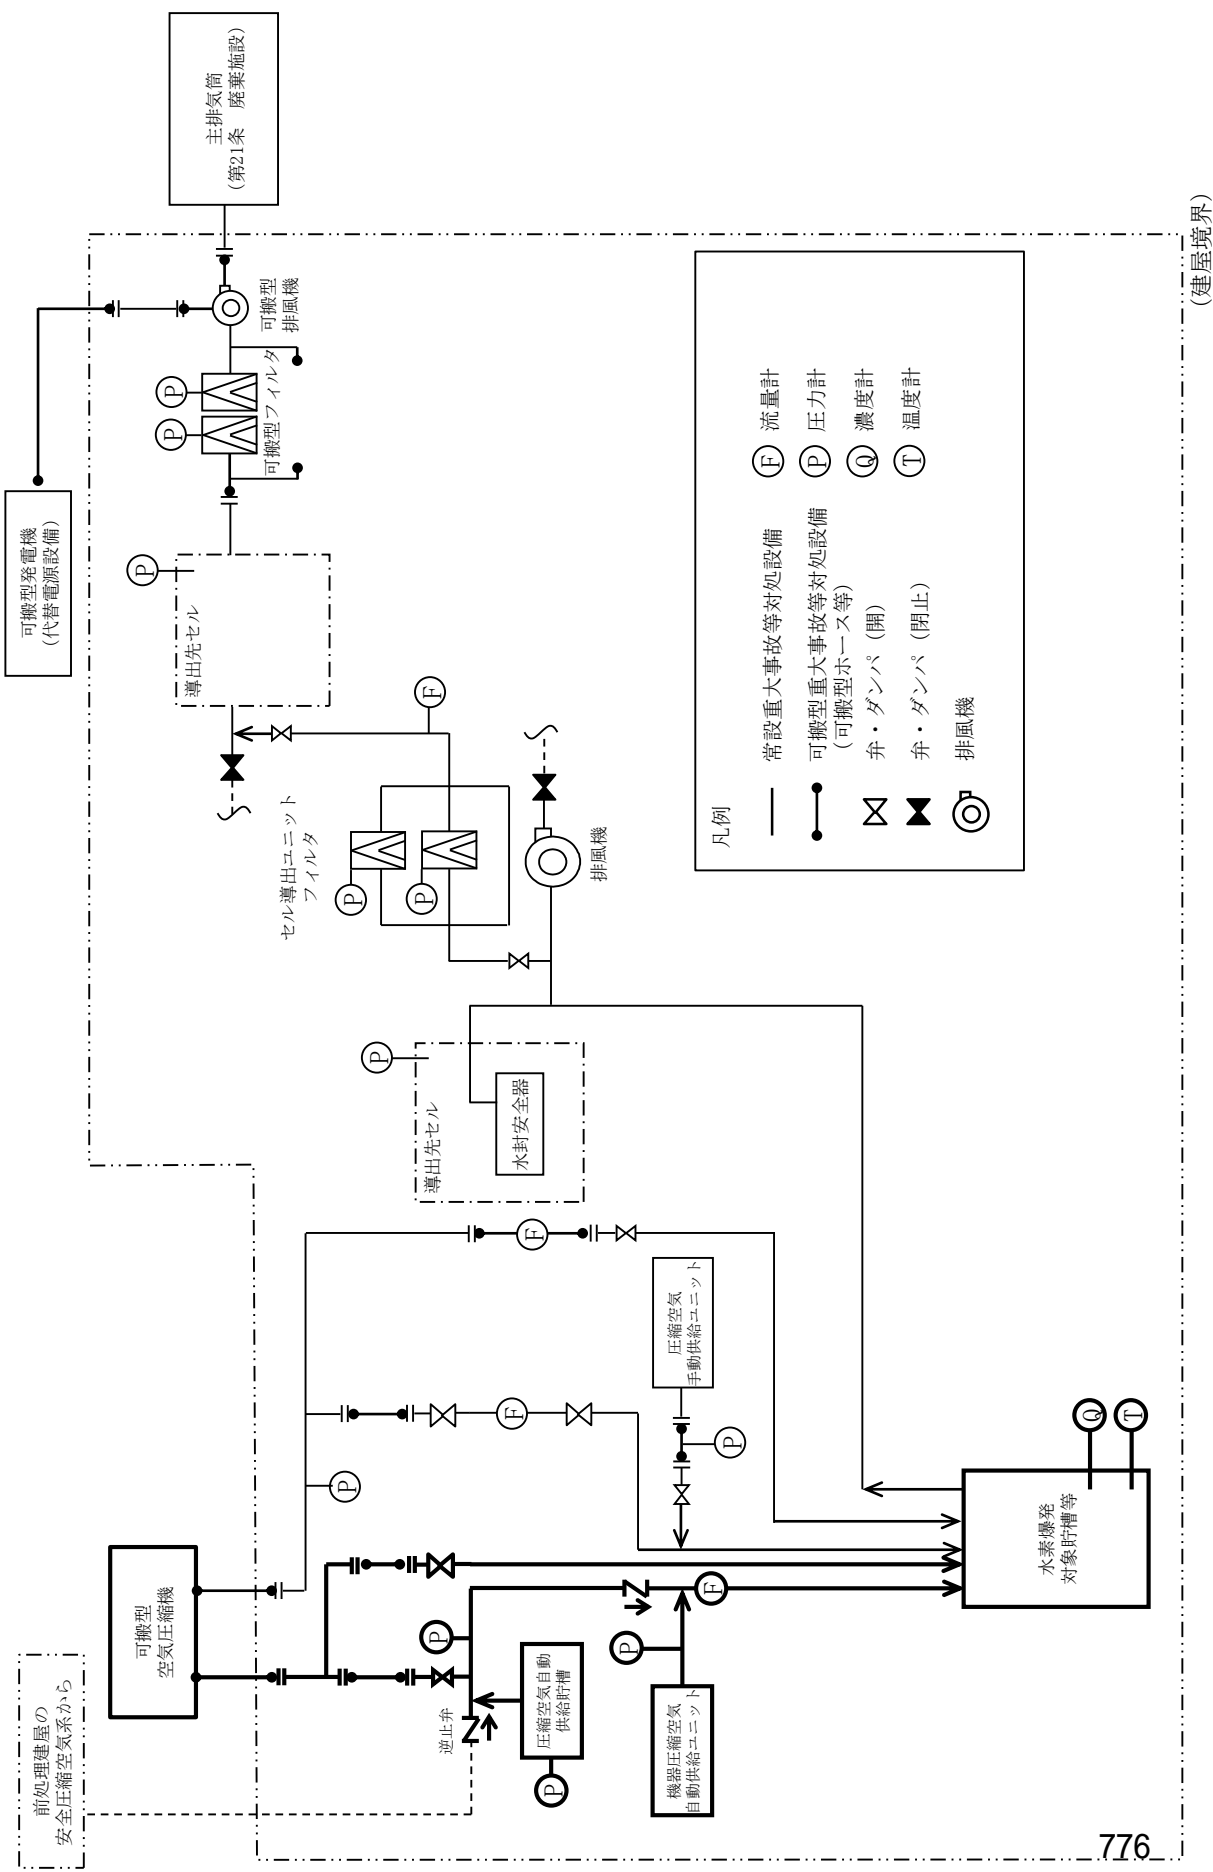 主排気筒
（第21条　廃棄施設）
可搬型
排風機
可搬型フィルタ
P
P
可搬型発電機
（代替電源設備）
P
導出先セル
F
セル導出ユニット
フィルタ
P
P
排風機
P
導出先セル
水封安全器
（建屋境界）
凡例
常設重大事故等対処設備
可搬型重大事故等対処設備
（可搬型ホース等）
弁・ダンパ（開）
弁・ダンパ（閉止）
排風機
F 流量計
P 圧力計
Q 濃度計
T 温度計
F
F
P
圧縮空気
手動供給ユニット
P
可搬型
空気圧縮機
前処理建屋の
安全圧縮空気系から
P
逆止弁
圧縮空気自動
供給貯槽
P
P
F
機器圧縮空気
自動供給ユニット
水素爆発
対象貯槽等
Q
T
776